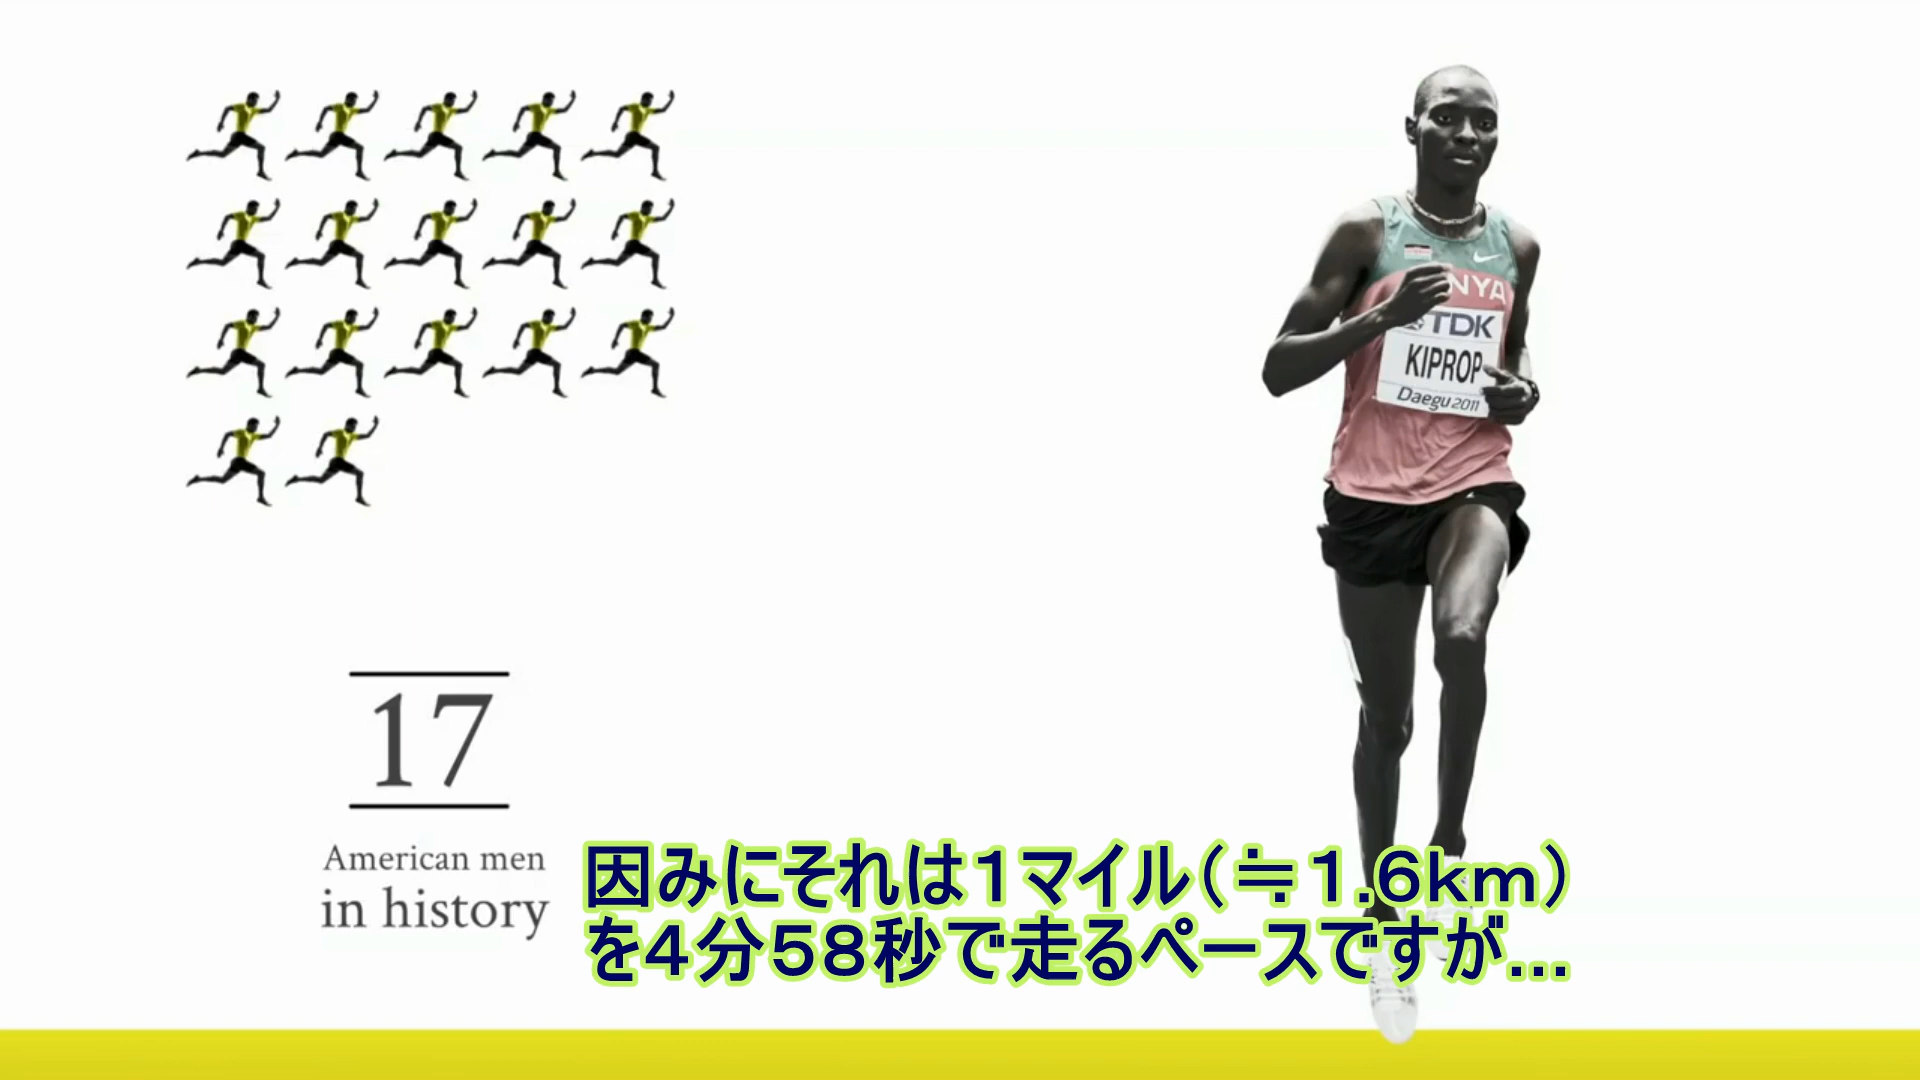 17
American men
in history
NYA
TDK
KIPROP
Daegu 2011
因みにそれは1マイル(≒1.6km)
を4分58秒で走るペースですが...